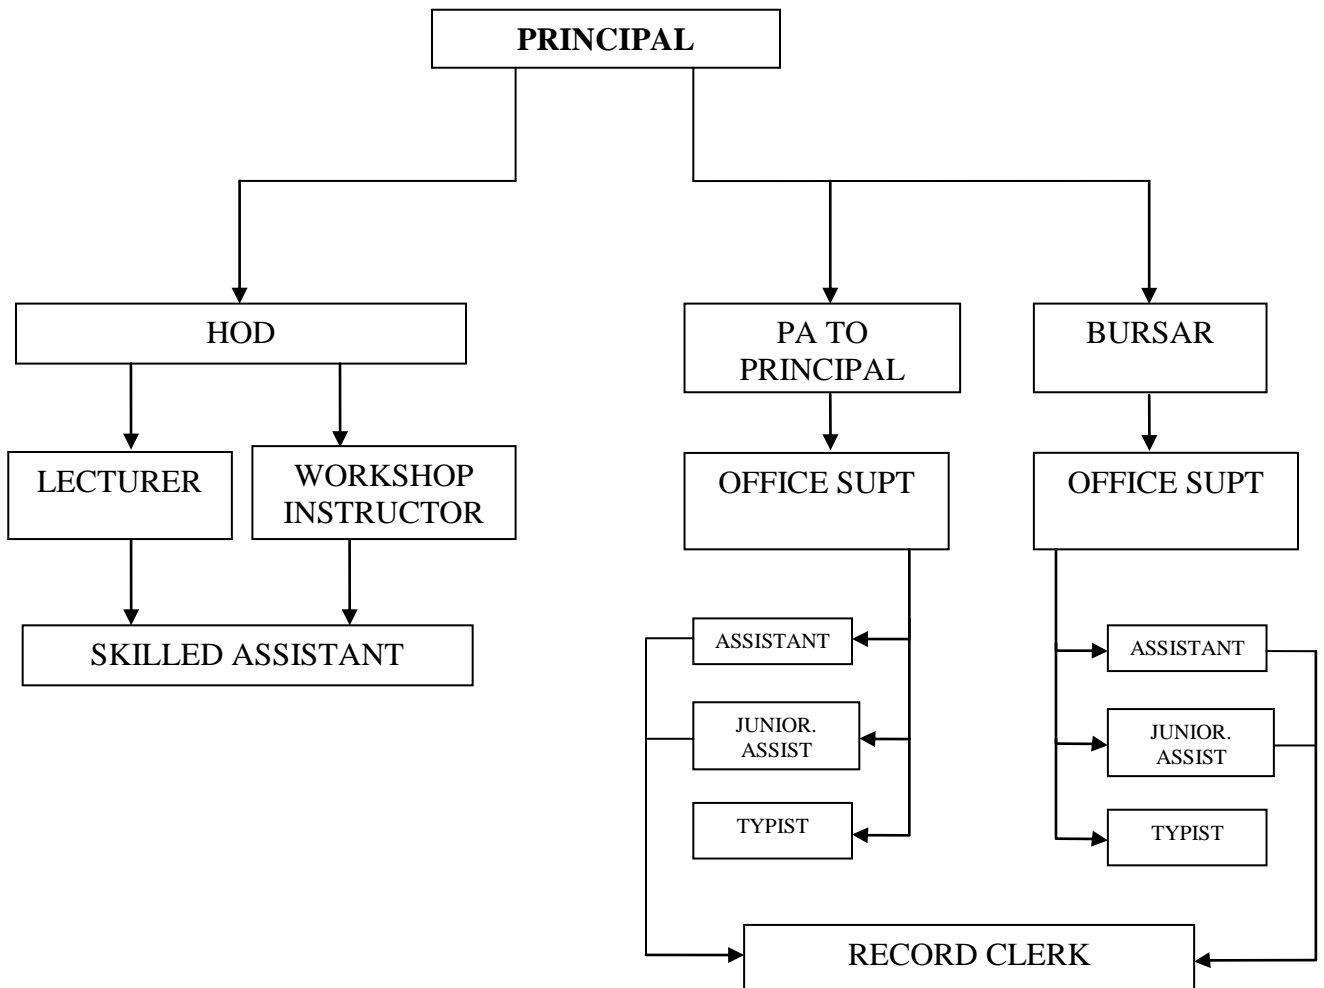 PRINCIPAL
HOD
PA TO
PRINCIPAL
BURSAR
LECTURER
WORKSHOP
INSTRUCTOR
OFFICE SUPT
OFFICE SUPT
SKILLED ASSISTANT
ASSISTANT
ASSISTANT
JUNIOR.
ASSIST
JUNIOR.
ASSIST
TYPIST
TYPIST
RECORD CLERK